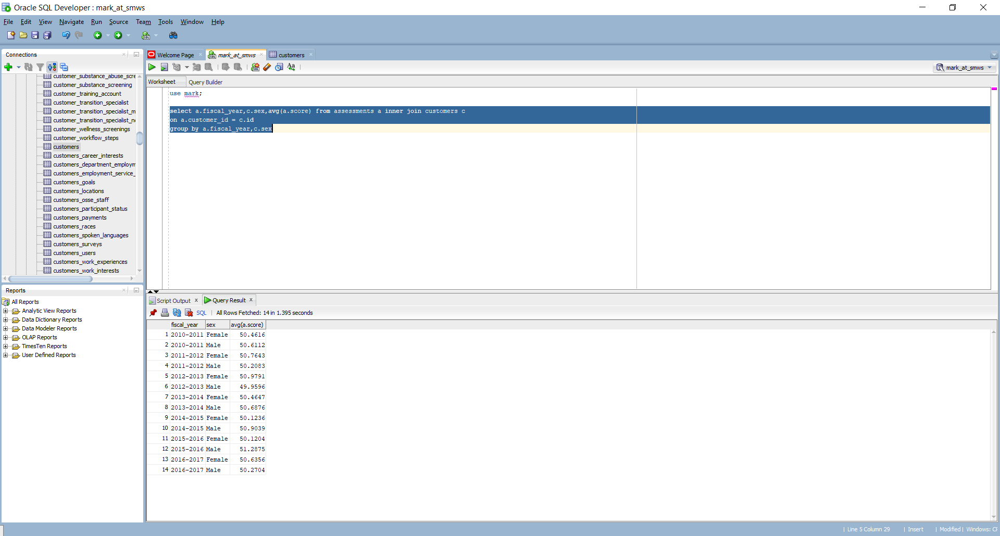 Oracle SQL Developer : mark_at_smws
File Edit View Navigate Run Source Team Tools Window Help
Connections
customer_substance_abuse_scre
customer_substance_screening
customer_training_account
customer_transition_specialist
customer_transition_specialist_m
customer_transition_specialist_n
customer_wellness_screenings
customer_workflow_steps
customers
customers_career_interests
customers_department_employm
customers_employment_service_
customers_goals
customers_locations
customers_osse_staff
customers_participant_status
customers_payments
customers_races
customers_spoken_languages
customers_surveys
customers_users
customers_work_experiences
customers_work_interests
Reports
All Reports
Analytic View Reports
Data Dictionary Reports
Data Modeler Reports
OLAP Reports
TimesTen Reports
User Defined Reports
Welcome Page mark_at_smws customers
mark_at_smws
Worksheet Query Builder
use mark;
select a.fiscal_year,c.sex,avg(a.score) from assessments a inner join customers c
on a.customer_id = c.id
group by a.fiscal_year,c.sex
Script Output Query Result
SQL All Rows Fetched: 14 in 1.395 seconds
fiscal_year sex avg(a.score)
1 2010-2011 Female 50.4616
2 2010-2011 Male 50.6112
3 2011-2012 Female 50.7643
4 2011-2012 Male 50.2083
5 2012-2013 Female 50.9791
6 2012-2013 Male 49.9596
7 2013-2014 Female 50.4647
8 2013-2014 Male 50.6876
9 2014-2015 Female 50.1236
10 2014-2015 Male 50.9039
11 2015-2016 Female 50.1204
12 2015-2016 Male 51.2875
13 2016-2017 Female 50.6356
14 2016-2017 Male 50.2704
Line 5 Column 29 Insert Modified Windows: CF